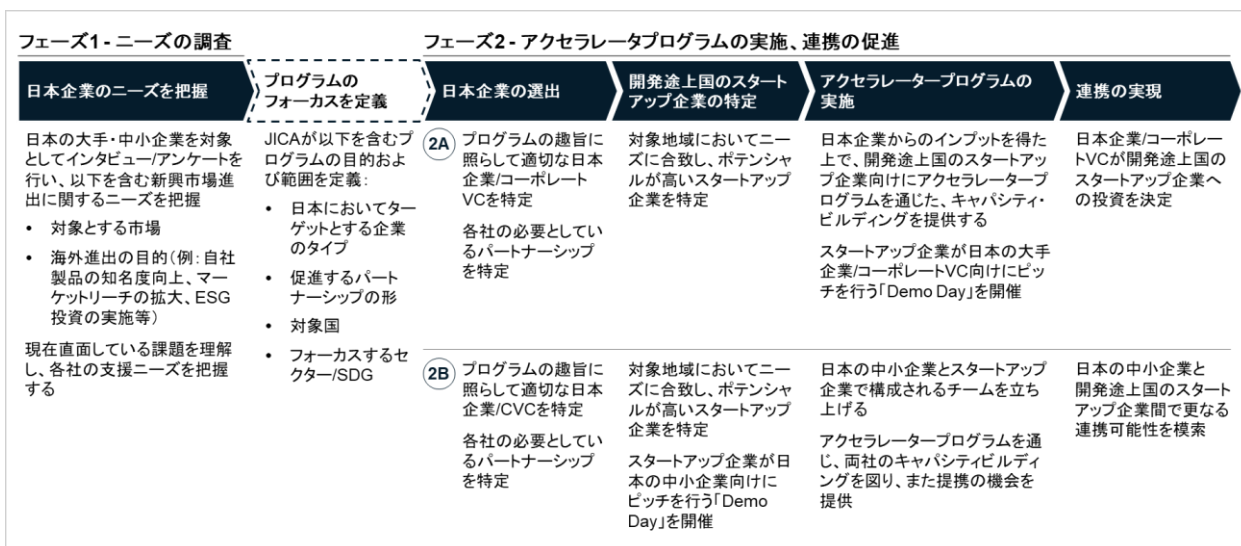 フェーズ1 - ニーズの調査
日本企業のニーズを把握
日本の大手・中小企業を対象
としてインタビュー/アンケートを
行い、以下を含む新興市場進
出に関するニーズを把握
• 対象とする市場
• 海外進出の目的(例:自社
製品の知名度向上、マー
ケットリーチの拡大、ESG
投資の実施等)
現在直面している課題を理解
し、各社の支援ニーズを把握
する
プログラムの
フォーカスを定義
JICAが以下を含むプ
ログラムの目的およ
び範囲を定義:
• 日本においてター
ゲットとする企業
のタイプ
• 促進するパート
ナーシップの形
• 対象国
• フォーカスするセ
クター/SDG
フェーズ2 - アクセラレータプログラムの実施、連携の促進
日本企業の選出
開発途上国のスタート
アップ企業の特定
アクセラレータープログラムの
実施
連携の実現
2A
プログラムの趣旨に
照らして適切な日本
企業/コーポレート
VCを特定
各社の必要としてい
るパートナーシップ
を特定
対象地域においてニー
ズに合致し、ポテンシャ
ルが高いスタートアップ
企業を特定
日本企業からのインプットを得た
上で、開発途上国のスタートアッ
プ企業向けにアクセラレータープ
ログラムを通じた、キャパシティ・
ビルディングを提供する
スタートアップ企業が日本の大手
企業/コーポレートVC向けにピッ
チを行う「Demo Day」を開催
日本企業/コーポレー
トVCが開発途上国の
スタートアップ企業へ
の投資を決定
2B
プログラムの趣旨に
照らして適切な日本
企業/CVCを特定
各社の必要としてい
るパートナーシップ
を特定
対象地域においてニー
ズに合致し、ポテンシャ
ルが高いスタートアップ
企業を特定
スタートアップ企業が日
本の中小企業向けに
ピッチを行う「Demo
Day」を開催
日本の中小企業とスタートアップ
企業で構成されるチームを立ち
上げる
アクセラレータープログラムを通
じ、両社のキャパシティビルディ
ングを図り、また提携の機会を
提供
日本の中小企業と
開発途上国のスタート
アップ企業間で更なる
連携可能性を模索